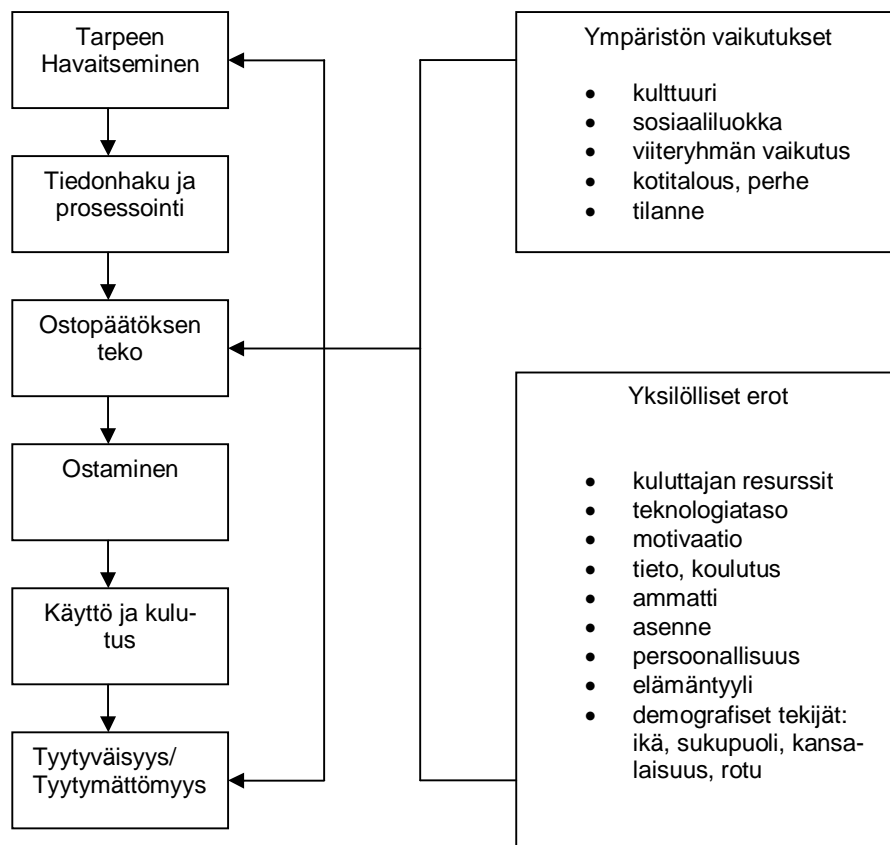 Tarpeen
Havaitseminen
Tiedonhaku ja
prosessointi
Ostopäätöksen
teko
Ostaminen
Käyttö ja kulu-
tus
Tyytyväisyys/
Tyytymättömyys
Ympäristön vaikutukset
• kulttuuri
• sosiaaliluokka
• viiteryhmän vaikutus
• kotitalous, perhe
• tilanne
Yksilölliset erot
• kuluttajan resurssit
• teknologiataso
• motivaatio
• tieto, koulutus
• ammatti
• asenne
• persoonallisuus
• elämäntyyli
• demografiset tekijät:
ikä, sukupuoli, kansa-
laisuus, rotu